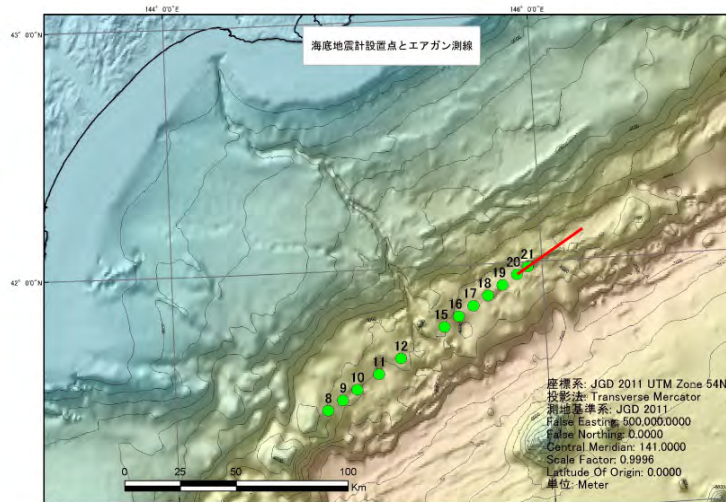 144° 0'0"E
146° 0'0"E
43° 0'0"N
海底地震計設置点とエアガン測線
42° 0'0"N
21
20
19
18
17
16
15
12
11
10
9
8
座標系: JGD 2011 UTM Zone 54N
投影法: Transverse Mercator
測地基準系: JGD 2011
False Easting: 500,000.0000
False Northing: 0.0000
Central Meridian: 141.0000
Scale Factor: 0.9996
Latitude Of Origin: 0.0000
単位: Meter
0 25 50 100
Km